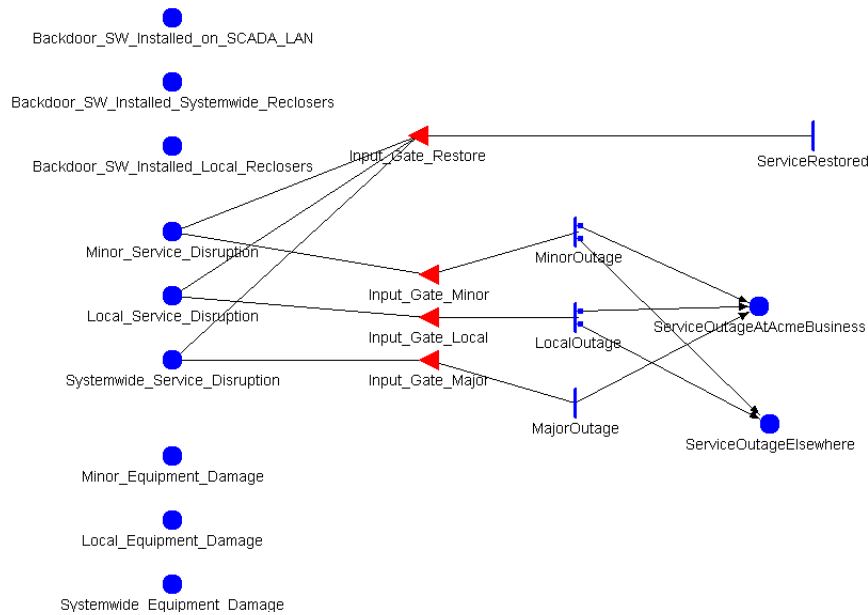 Backdoor_SW_Installed_on_SCADA_LAN
Backdoor_SW_Installed_Systemwide_Reclosers
Input_Gate_Restore
ServiceRestored
Backdoor_SW_Installed_Local_Reclosers
Minor_Service_Disruption
MinorOutage
Input_Gate_Minor
Local_Service_Disruption
Input_Gate_Local
LocalOutage
ServiceOutageAtAcmeBusiness
Systemwide_Service_Disruption
Input_Gate_Major
MajorOutage
ServiceOutageElsewhere
Minor_Equipment_Damage
Local_Equipment_Damage
Systemwide_Equipment_Damage